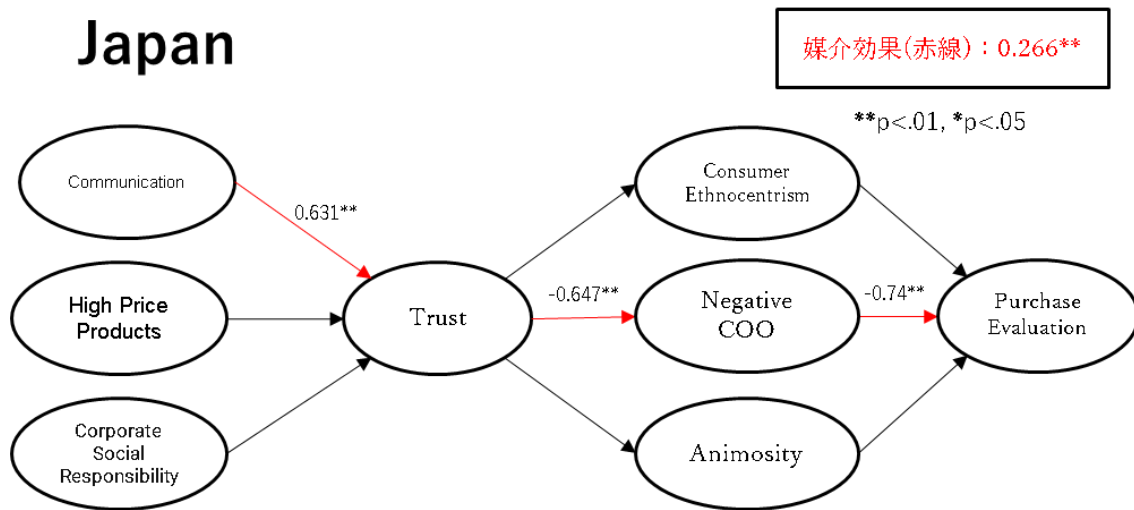 Japan
媒介効果(赤線)：0.266**
**p<.01, *p<.05
Communication
0.631**
Consumer
Ethnocentrism
High Price
Products
Trust
-0.647**
Negative
COO
-0.74**
Purchase
Evaluation
Corporate
Social
Responsibility
Animosity